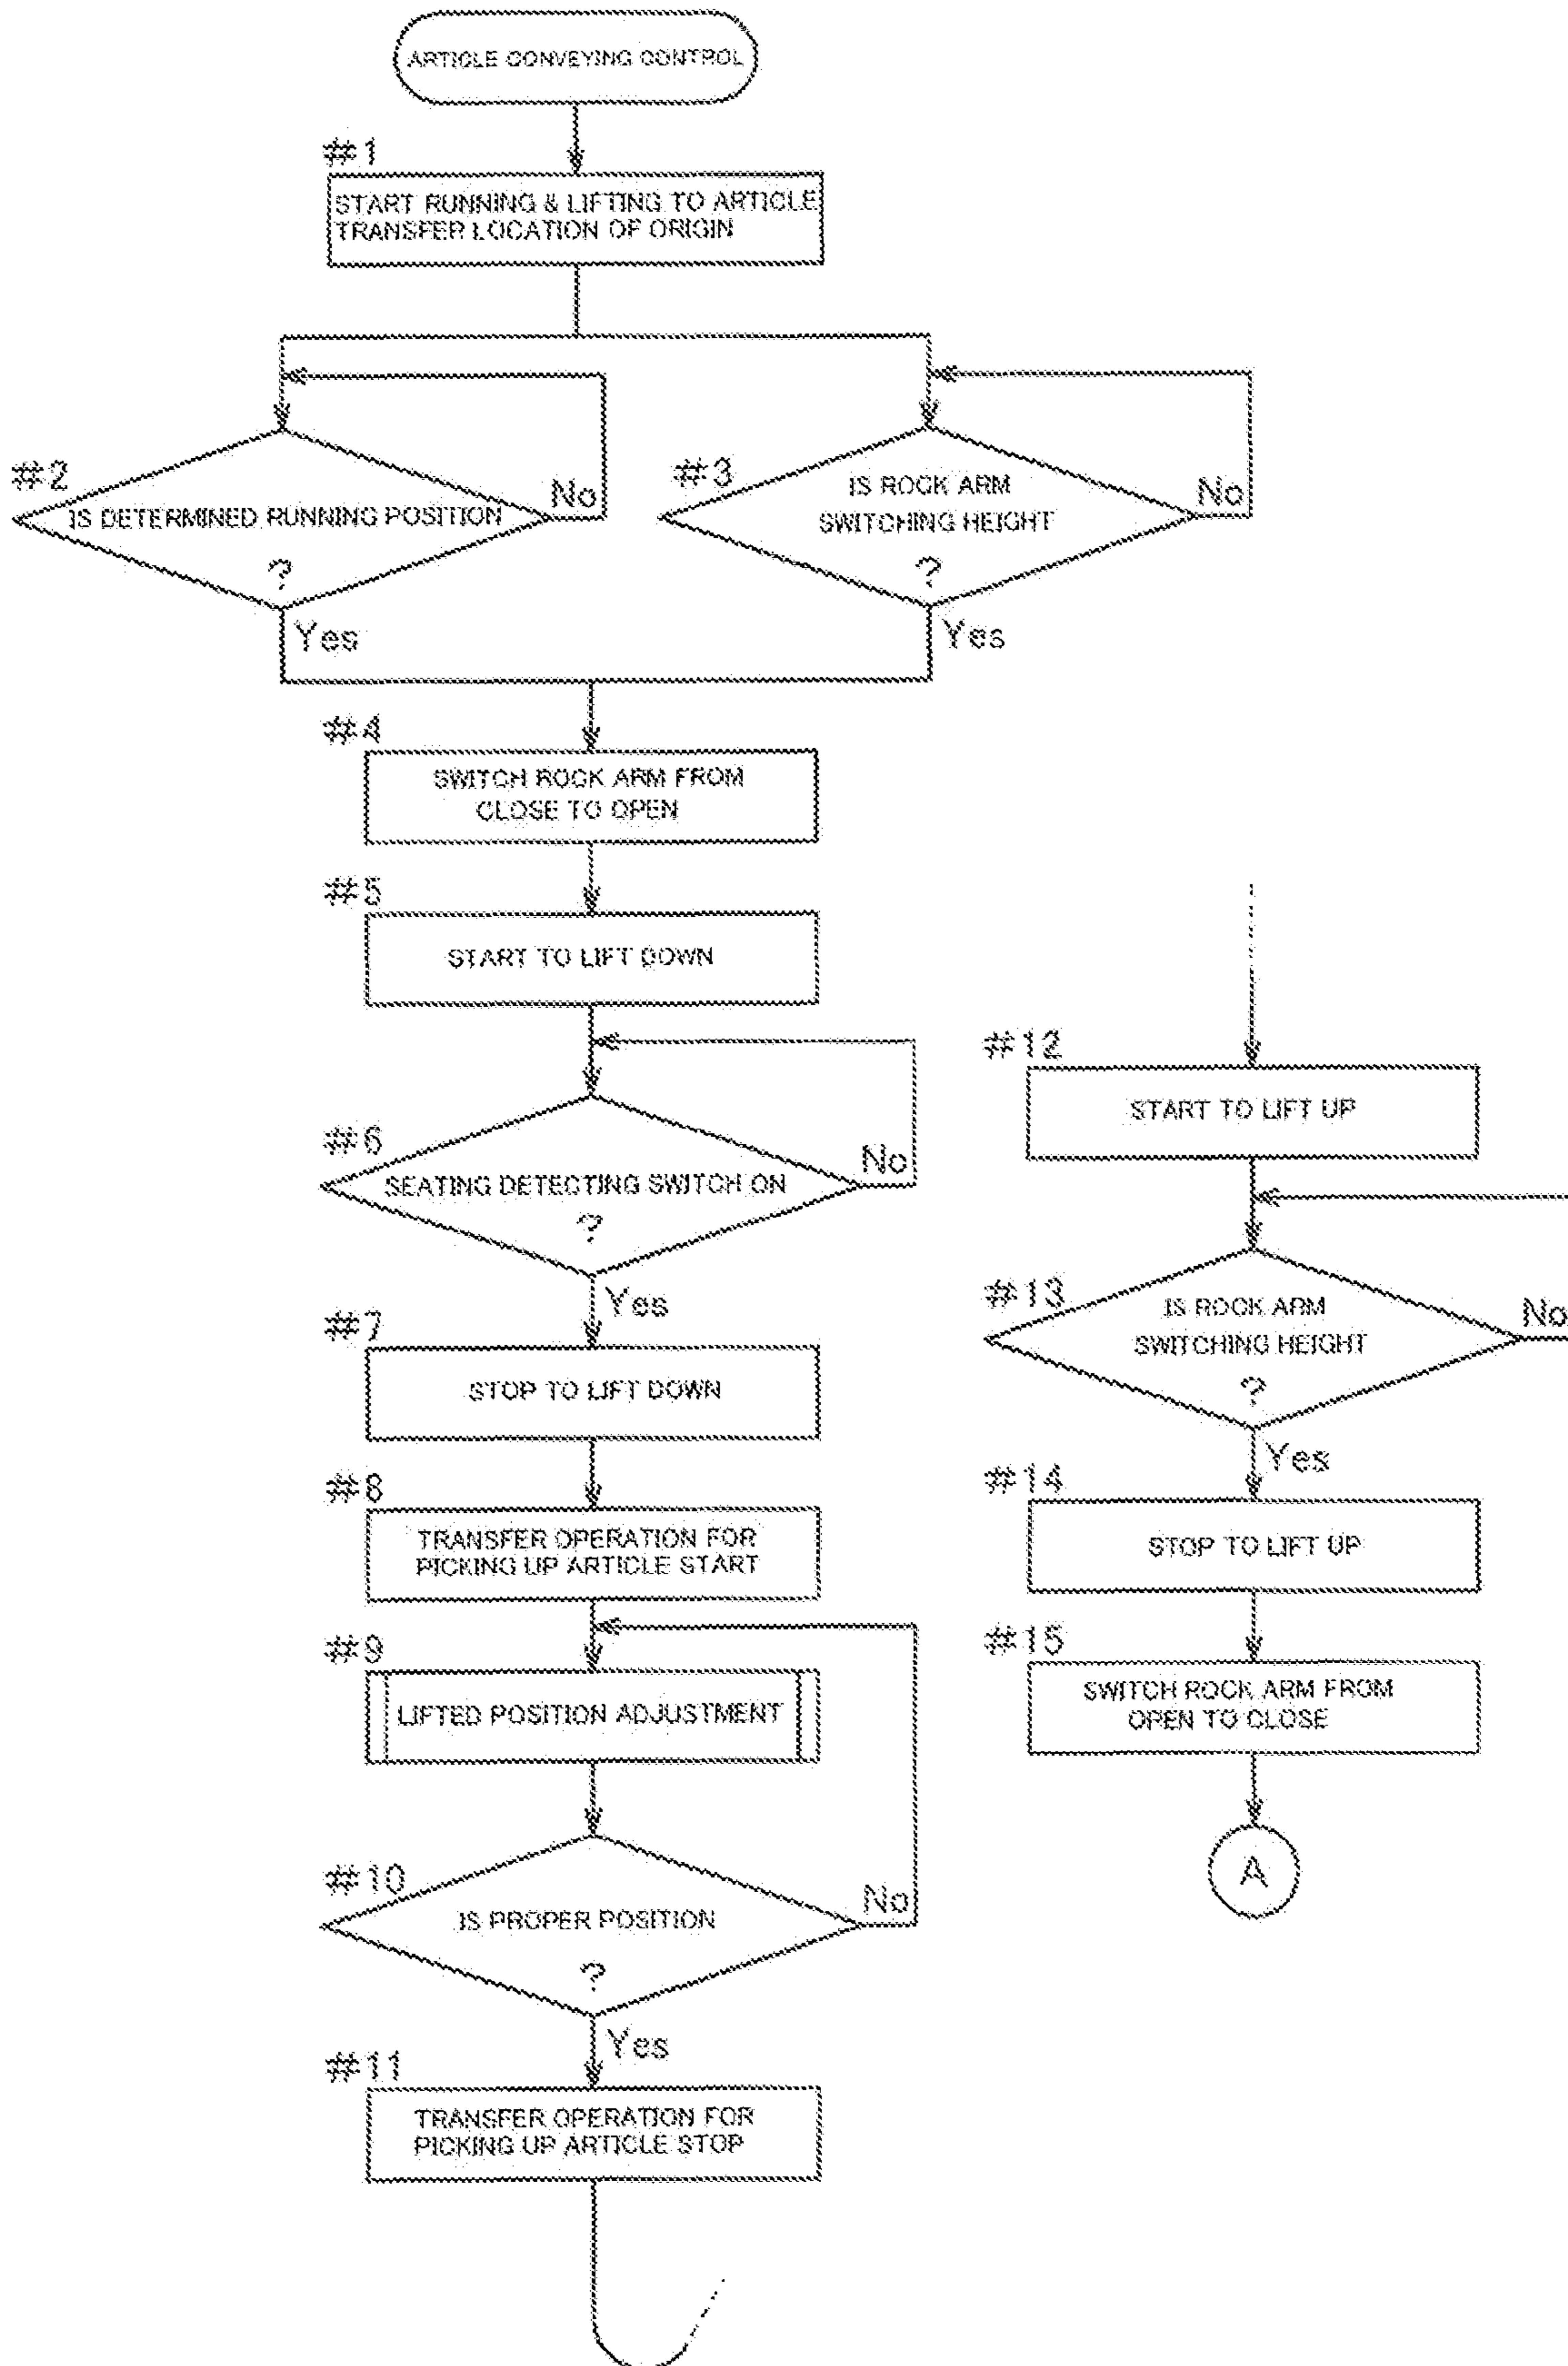 ARTICLE CONVEYING CONTROL
#1
START RUNNING & LIFTING TO ARTICLE
TRANSFER LOCATION OF ORIGIN
#2
IS DETERMINED RUNNING POSITION
?
No
Yes
#3
IS ROCK ARM
SWITCHING HEIGHT
?
No
Yes
#4
SWITCH ROCK ARM FROM
CLOSE TO OPEN
#5
START TO LIFT DOWN
#6
SEATING DETECTING SWITCH ON
?
No
Yes
#7
STOP TO LIFT DOWN
#8
TRANSFER OPERATION FOR
PICKING UP ARTICLE START
#9
LIFTED POSITION ADJUSTMENT
#10
IS PROPER POSITION
?
No
Yes
#11
TRANSFER OPERATION FOR
PICKING UP ARTICLE STOP
#12
START TO LIFT UP
#13
IS ROCK ARM
SWITCHING HEIGHT
?
No
Yes
#14
STOP TO LIFT UP
#15
SWITCH ROCK ARM FROM
OPEN TO CLOSE
A